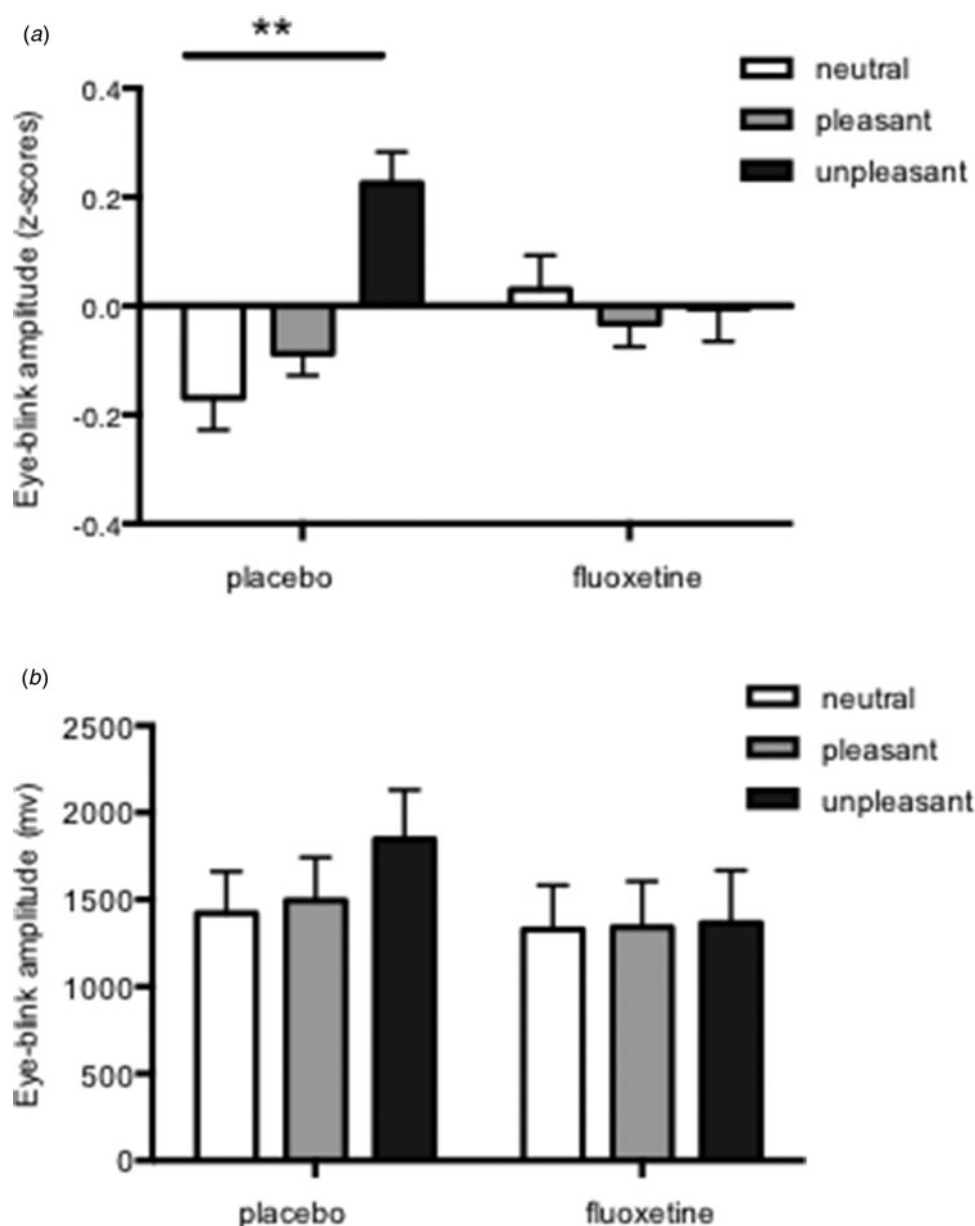 (a)
**
neutral
pleasant
unpleasant
Eye-blink amplitude (z-scores)
0.4
0.2
0.0
-0.2
-0.4
placebo fluoxetine
(b)
neutral
pleasant
unpleasant
Eye-blink amplitude (mv)
2500
2000
1500
1000
500
0
placebo fluoxetine